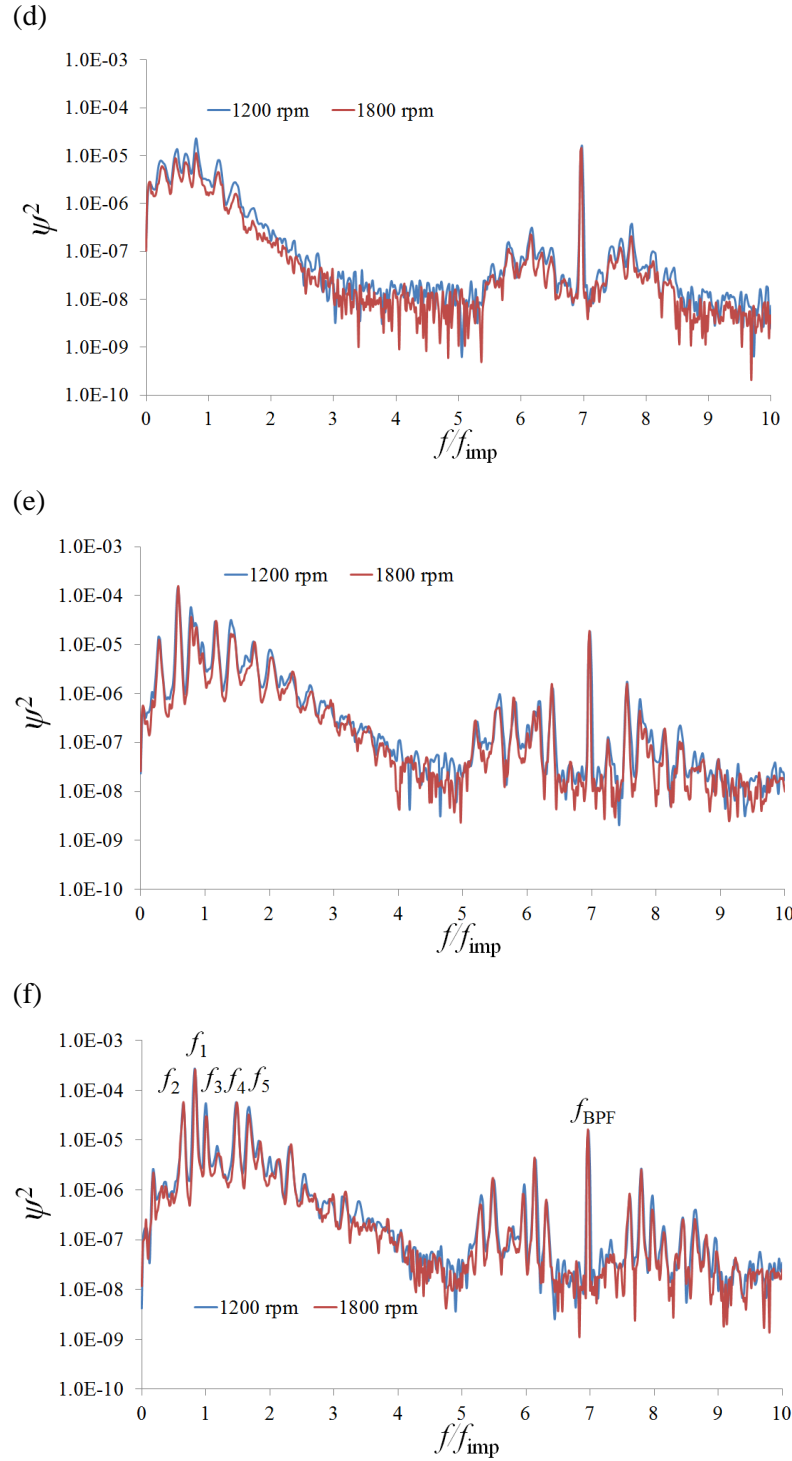 (d)
1.0E-03
1.0E-04
1.0E-05
1.0E-06
1.0E-07
1.0E-08
1.0E-09
1.0E-10
ψ²
1200 rpm 1800 rpm
0 1 2 3 4 5 6 7 8 9 10
f/fimp
(e)
1.0E-03
1.0E-04
1.0E-05
1.0E-06
1.0E-07
1.0E-08
1.0E-09
1.0E-10
ψ²
1200 rpm 1800 rpm
0 1 2 3 4 5 6 7 8 9 10
f/fimp
(f)
1.0E-03
1.0E-04
1.0E-05
1.0E-06
1.0E-07
1.0E-08
1.0E-09
1.0E-10
ψ²
f1
f2 f3 f4 f5
fBPF
1200 rpm 1800 rpm
0 1 2 3 4 5 6 7 8 9 10
f/fimp